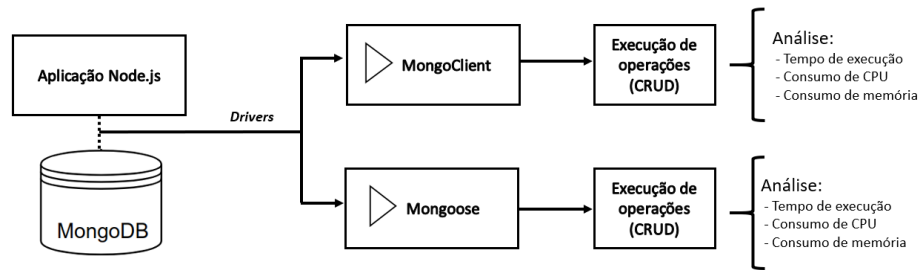 Aplicação Node.js
MongoDB
Drivers
MongoClient
Execução de
operações
(CRUD)
Análise:
- Tempo de execução
- Consumo de CPU
- Consumo de memória
Mongoose
Execução de
operações
(CRUD)
Análise:
- Tempo de execução
- Consumo de CPU
- Consumo de memória